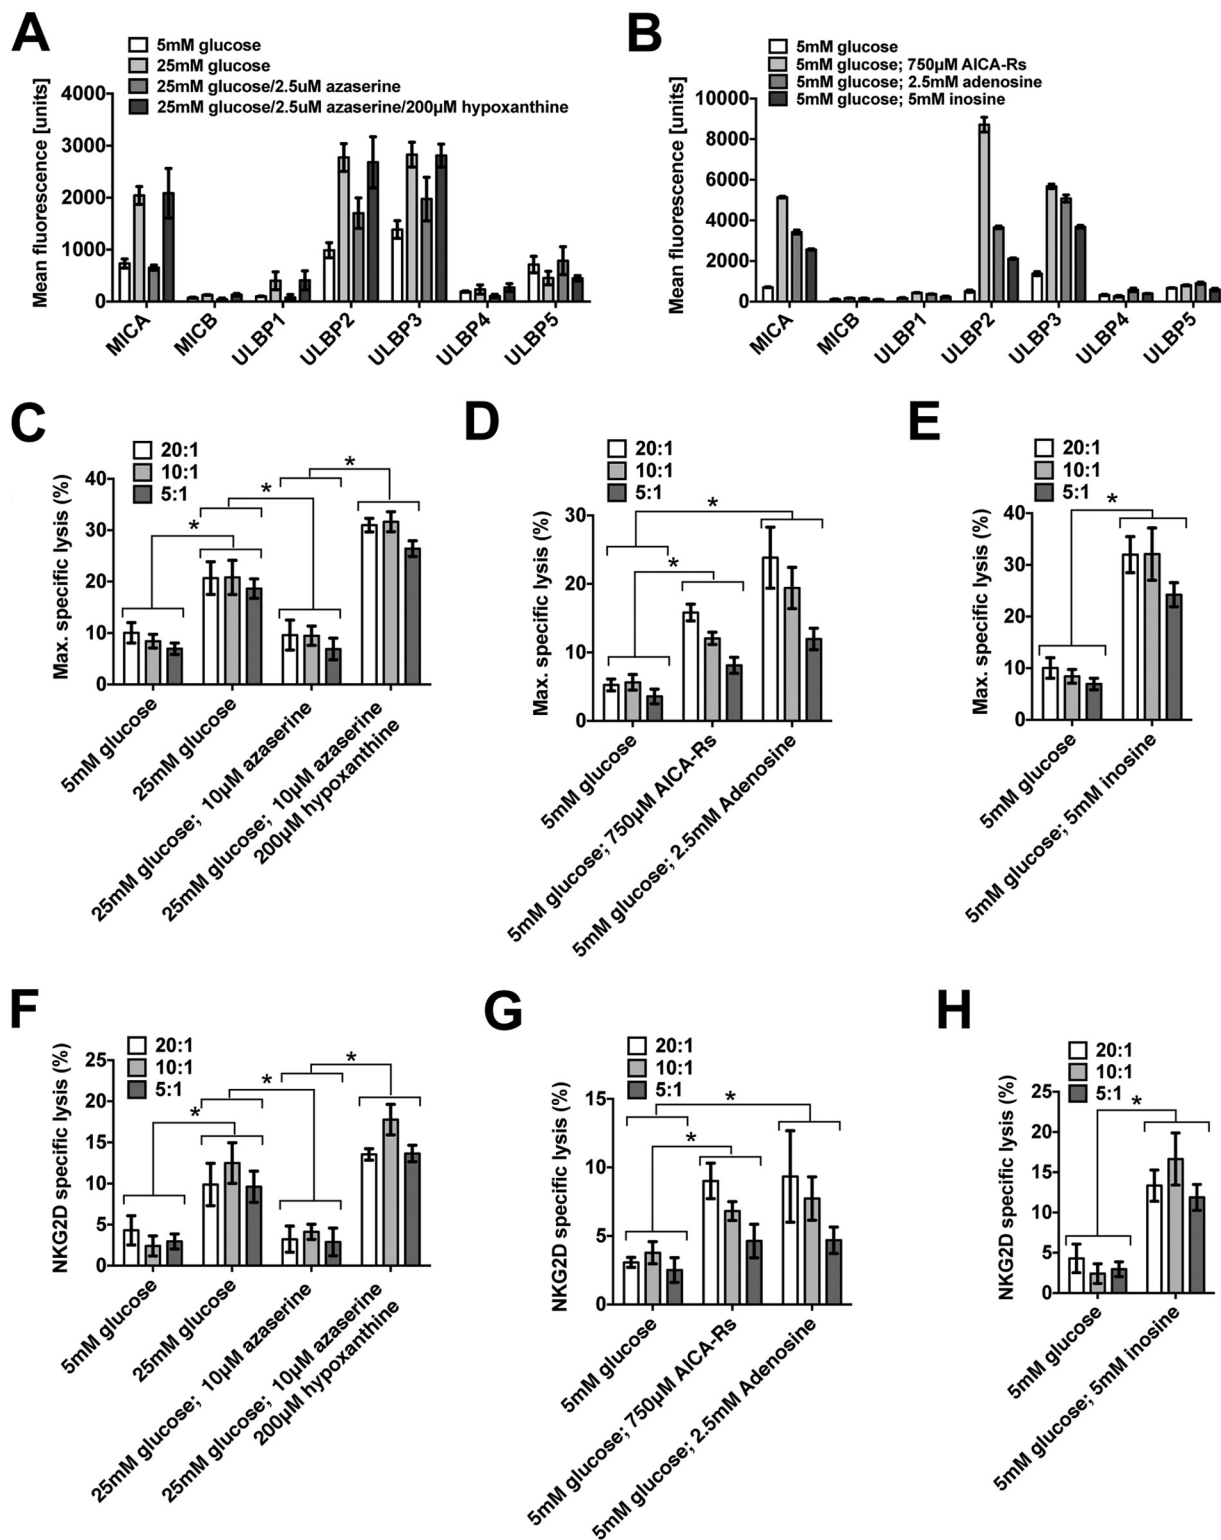 A
5mM glucose
25mM glucose
25mM glucose/2.5uM azaserine
25mM glucose/2.5uM azaserine/200μM hypoxanthine
Mean fluorescence [units]
4000
3000
2000
1000
0
MICA
MICB
ULBP1
ULBP2
ULBP3
ULBP4
ULBP5
B
5mM glucose
5mM glucose; 750μM AICA-Rs
5mM glucose; 2.5mM adenosine
5mM glucose; 5mM inosine
Mean fluorescence [units]
10000
8000
6000
4000
2000
0
MICA
MICB
ULBP1
ULBP2
ULBP3
ULBP4
ULBP5
C
20:1
10:1
5:1
Max. specific lysis (%)
40
30
20
10
0
*
*
*
5mM glucose
25mM glucose
25mM glucose; 10μM azaserine
25mM glucose; 10μM azaserine
200μM hypoxanthine
D
20:1
10:1
5:1
Max. specific lysis (%)
30
20
10
0
*
*
5mM glucose
5mM glucose; 750μM AICA-Rs
5mM glucose; 2.5mM Adenosine
E
20:1
10:1
5:1
Max. specific lysis (%)
40
30
20
10
0
*
5mM glucose
5mM glucose; 5mM inosine
F
20:1
10:1
5:1
NKG2D specific lysis (%)
25
20
15
10
5
0
*
*
*
5mM glucose
25mM glucose
25mM glucose; 10μM azaserine
25mM glucose; 10μM azaserine
200μM hypoxanthine
G
20:1
10:1
5:1
NKG2D specific lysis (%)
15
10
5
0
*
*
5mM glucose
5mM glucose; 750μM AICA-Rs
5mM glucose; 2.5mM Adenosine
H
20:1
10:1
5:1
NKG2D specific lysis (%)
25
20
15
10
5
0
*
5mM glucose
5mM glucose; 5mM inosine